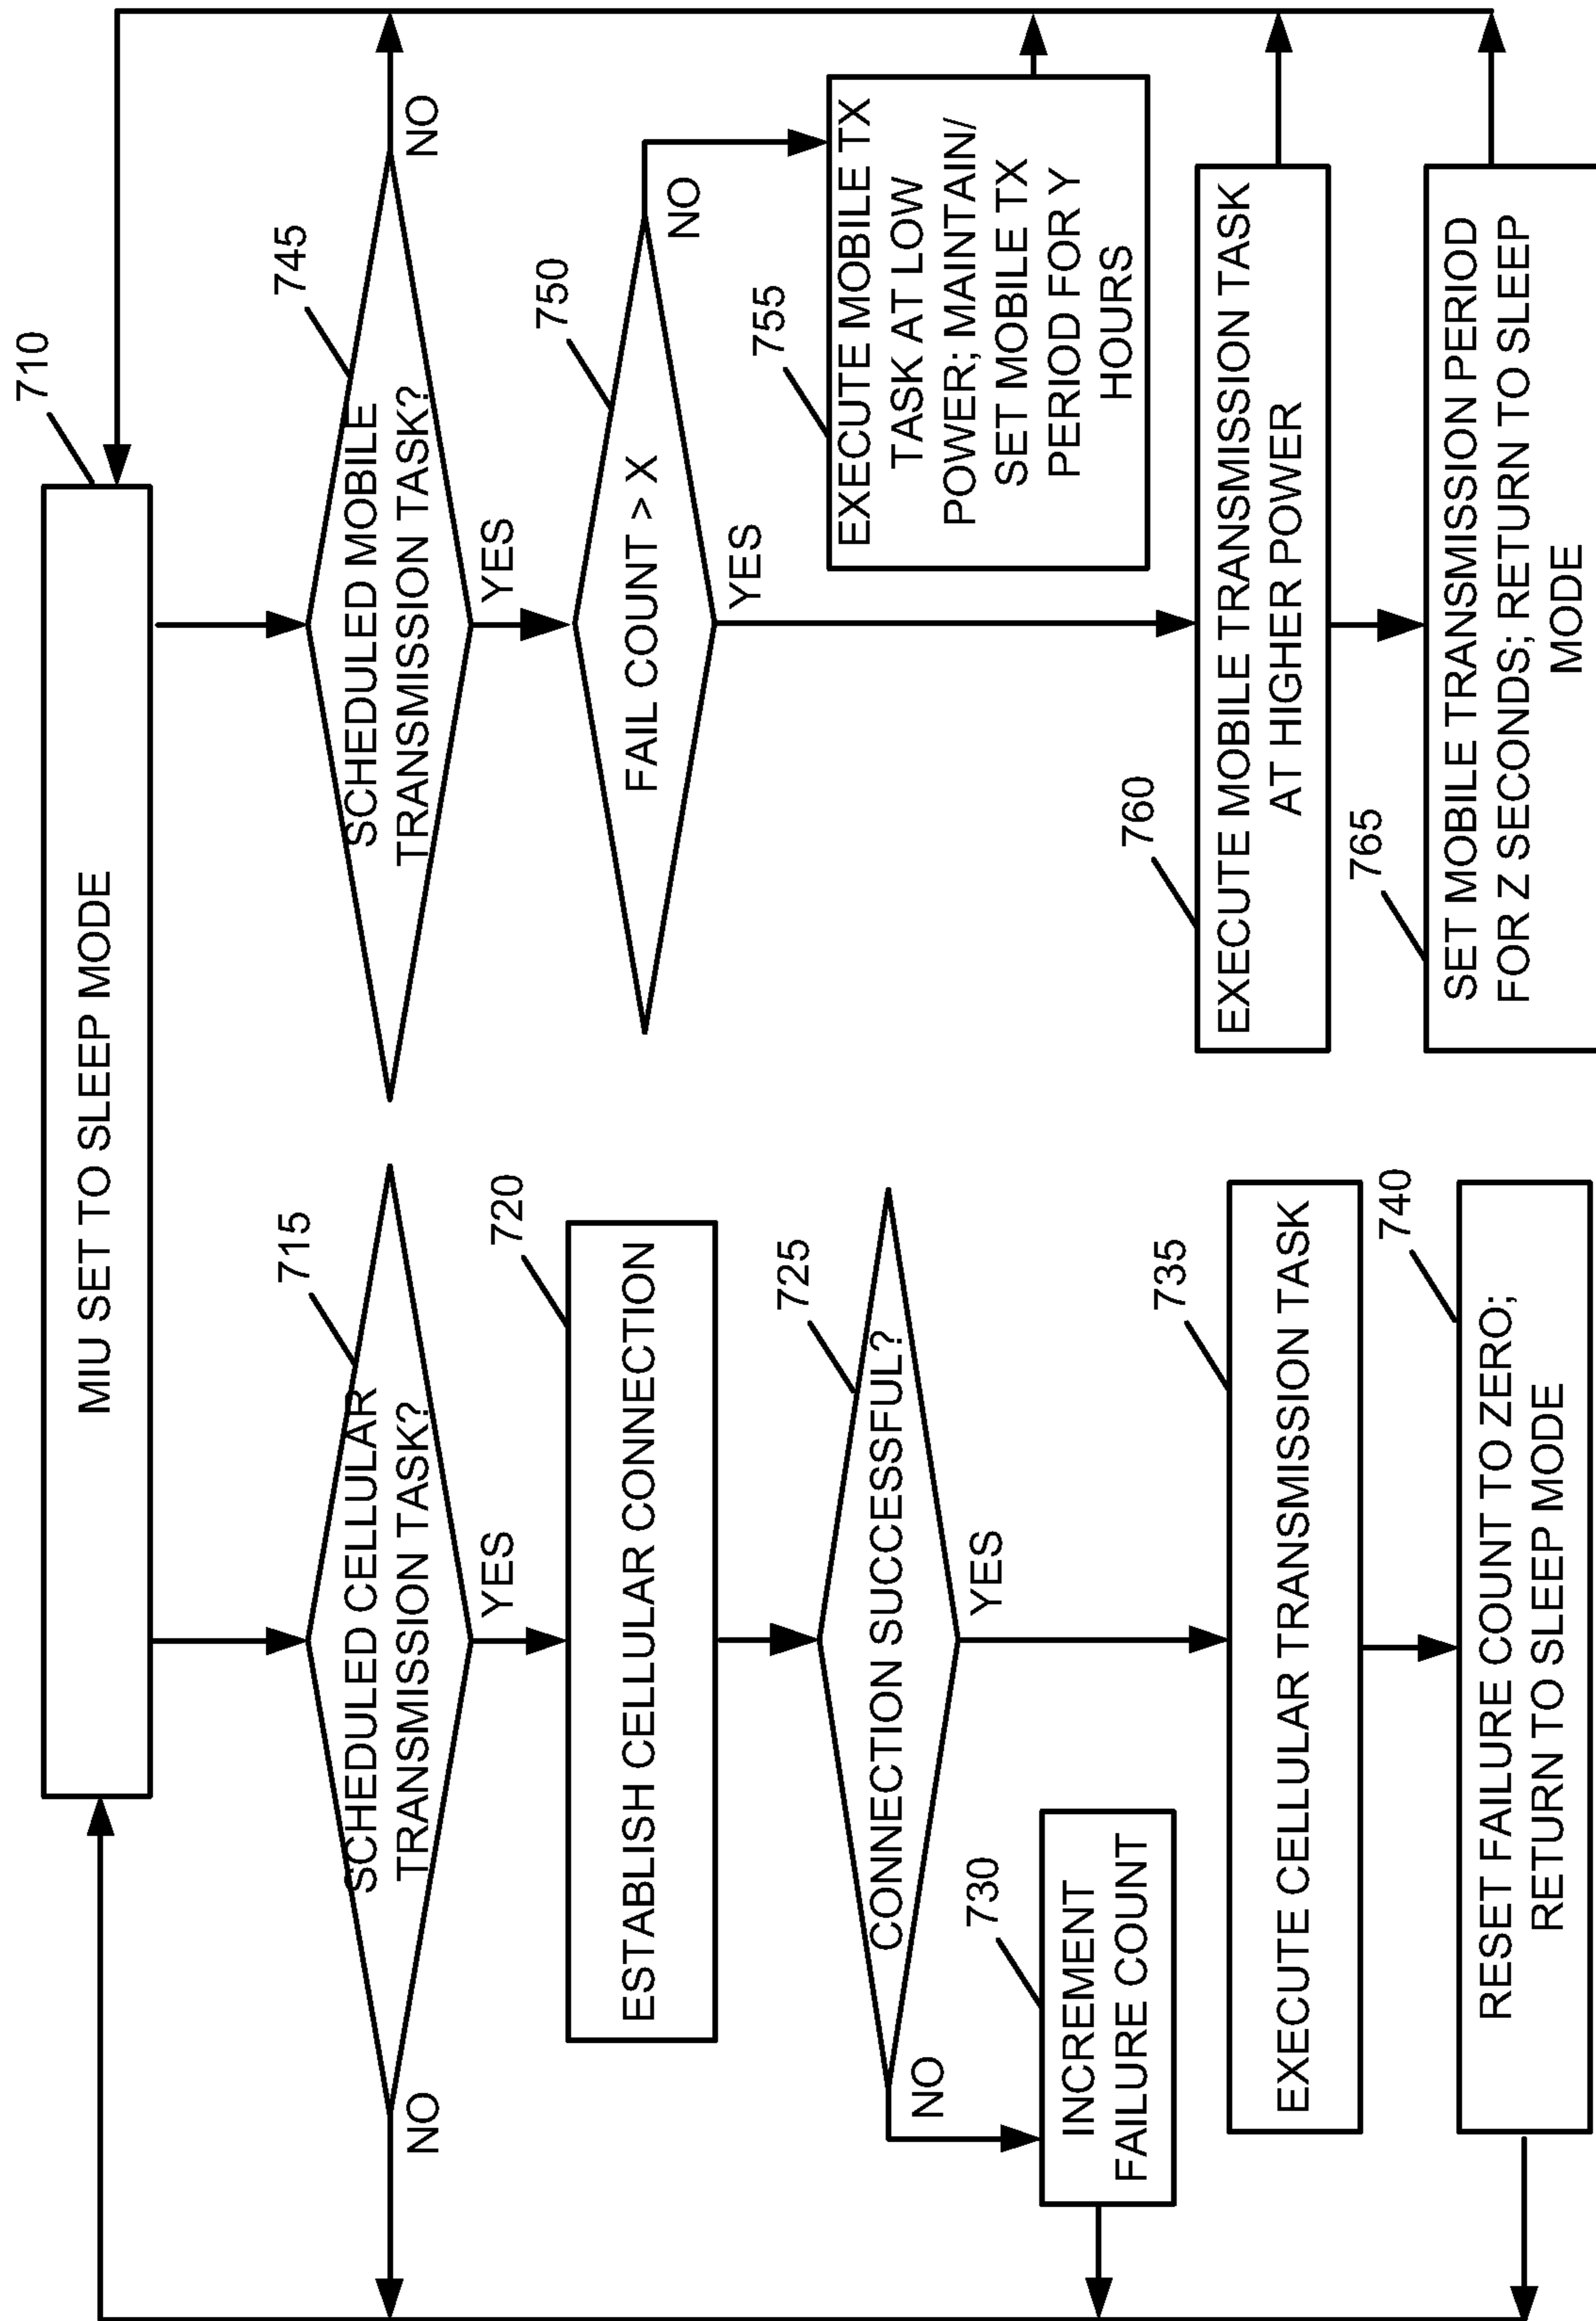 710
MIU SET TO SLEEP MODE
715
SCHEDULED CELLULAR
TRANSMISSION TASK?
NO
YES
720
ESTABLISH CELLULAR CONNECTION
725
CONNECTION SUCCESSFUL?
NO
YES
730
INCREMENT
FAILURE COUNT
735
EXECUTE CELLULAR TRANSMISSION TASK
740
RESET FAILURE COUNT TO ZERO;
RETURN TO SLEEP MODE
745
SCHEDULED MOBILE
TRANSMISSION TASK?
NO
YES
750
FAIL COUNT > X
NO
YES
755
EXECUTE MOBILE TX
TASK AT LOW
POWER; MAINTAIN/
SET MOBILE TX
PERIOD FOR Y
HOURS
760
EXECUTE MOBILE TRANSMISSION TASK
AT HIGHER POWER
765
SET MOBILE TRANSMISSION PERIOD
FOR Z SECONDS; RETURN TO SLEEP
MODE